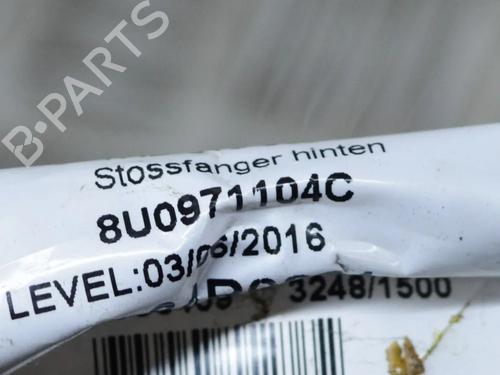 B-PARTS
Stossfanger hinten
8U0971104C
LEVEL:03/06/2016
3248/1500